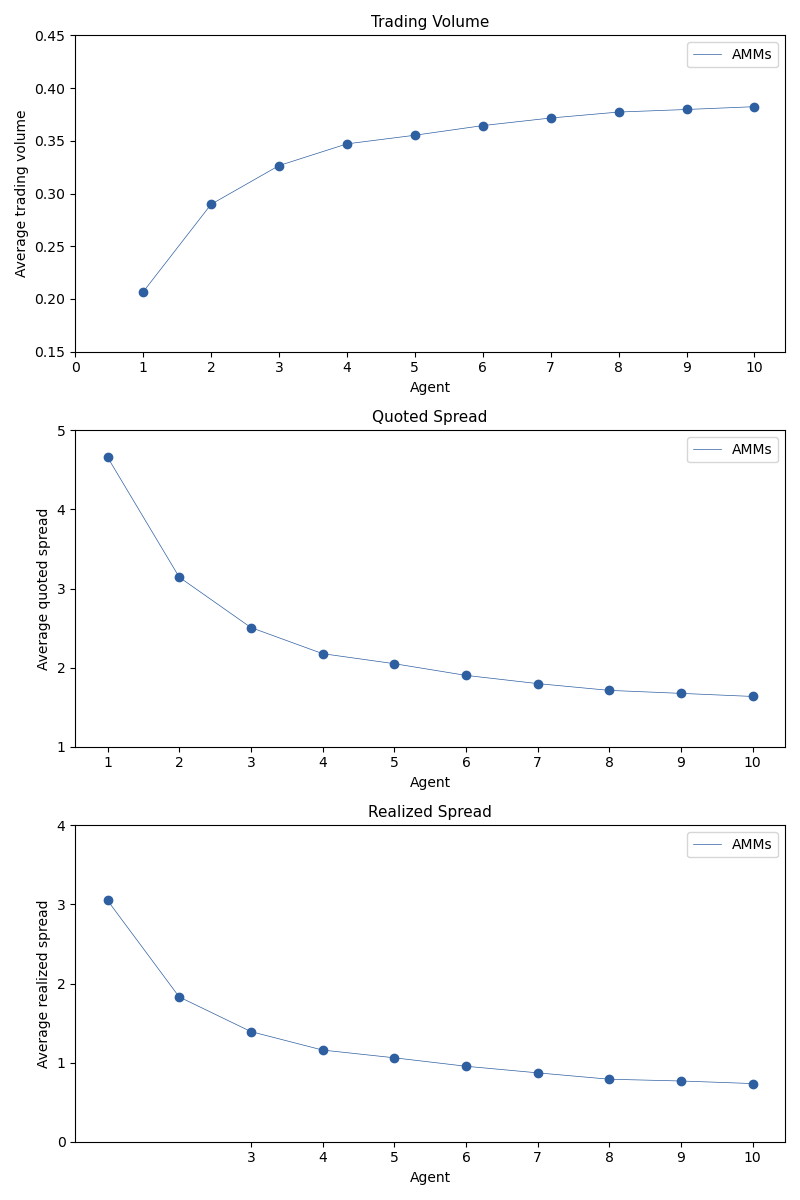 Trading Volume
AMMs
Average trading volume
0.45
0.40
0.35
0.30
0.25
0.20
0.15
0 1 2 3 4 5 6 7 8 9 10
Agent
Quoted Spread
AMMs
Average quoted spread
5
4
3
2
1
1 2 3 4 5 6 7 8 9 10
Agent
Realized Spread
AMMs
Average realized spread
4
3
2
1
0
3 4 5 6 7 8 9 10
Agent